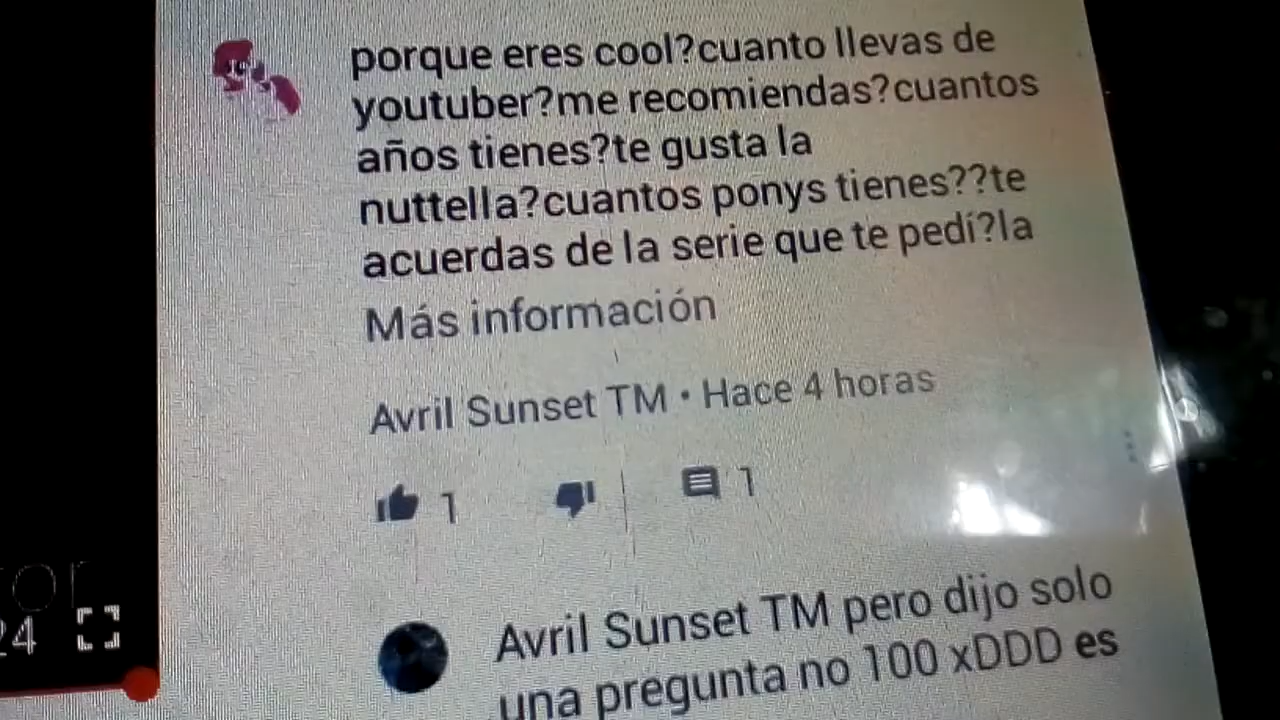 porque eres cool?cuanto llevas de
youtuber?me recomiendas?cuantos
años tienes?te gusta la
nuttella?cuantos ponys tienes??te
acuerdas de la serie que te pedí?la
Más información
Avril Sunset TM • Hace 4 horas
1
1
24
Avril Sunset TM pero dijo solo
una pregunta no 100 xDDD es